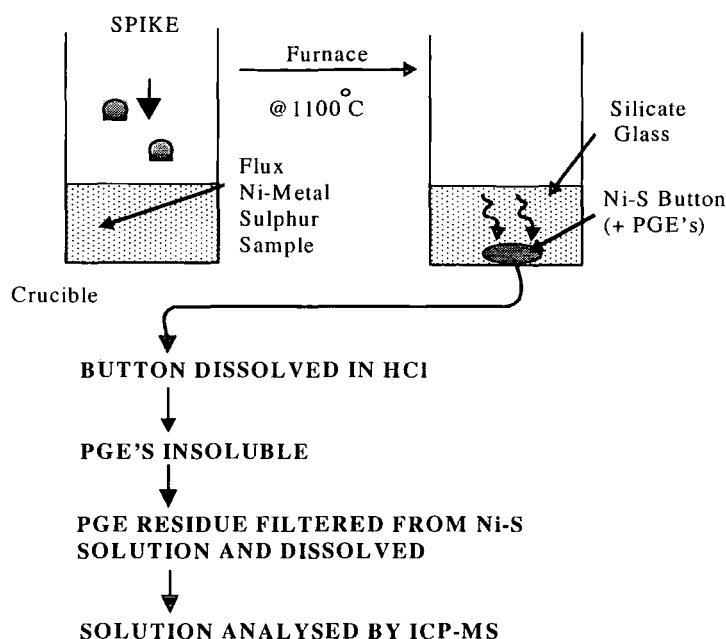 SPIKE
Furnace
@1100°C
Flux
Ni-Metal
Sulphur
Sample
Silicate
Glass
Ni-S Button
(+ PGE's)
Crucible
BUTTON DISSOLVED IN HCl
PGE'S INSOLUBLE
PGE RESIDUE FILTERED FROM Ni-S
SOLUTION AND DISSOLVED
SOLUTION ANALYSED BY ICP-MS